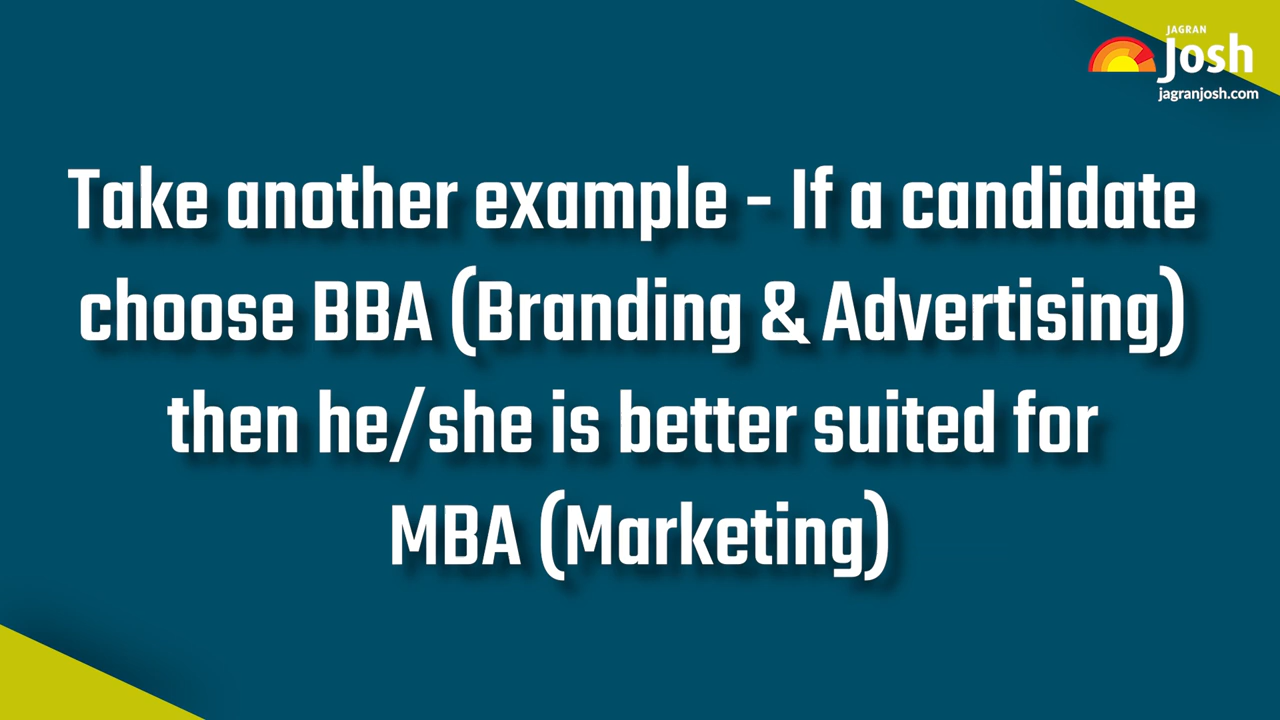 JAGRAN
Josh
jagranjosh.com
Take another example - If a candidate
choose BBA (Branding & Advertising)
then he/she is better suited for
MBA (Marketing)